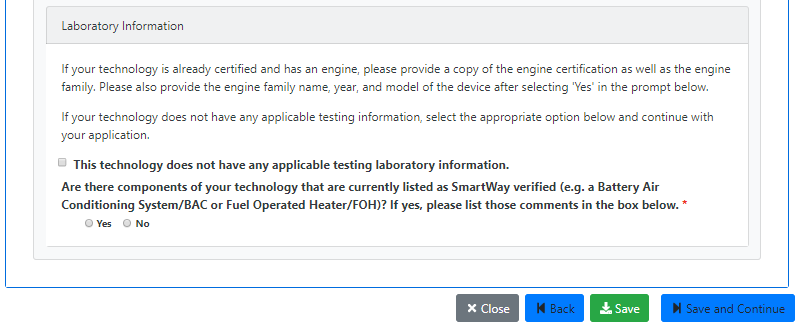 Laboratory Information
If your technology is already certified and has an engine, please provide a copy of the engine certification as well as the engine
family. Please also provide the engine family name, year, and model of the device after selecting 'Yes' in the prompt below.
If your technology does not have any applicable testing information, select the appropriate option below and continue with
your application.
This technology does not have any applicable testing laboratory information.
Are there components of your technology that are currently listed as SmartWay verified (e.g. a Battery Air
Conditioning System/BAC or Fuel Operated Heater/FOH)? If yes, please list those comments in the box below. *
Yes No
Close Back Save Save and Continue